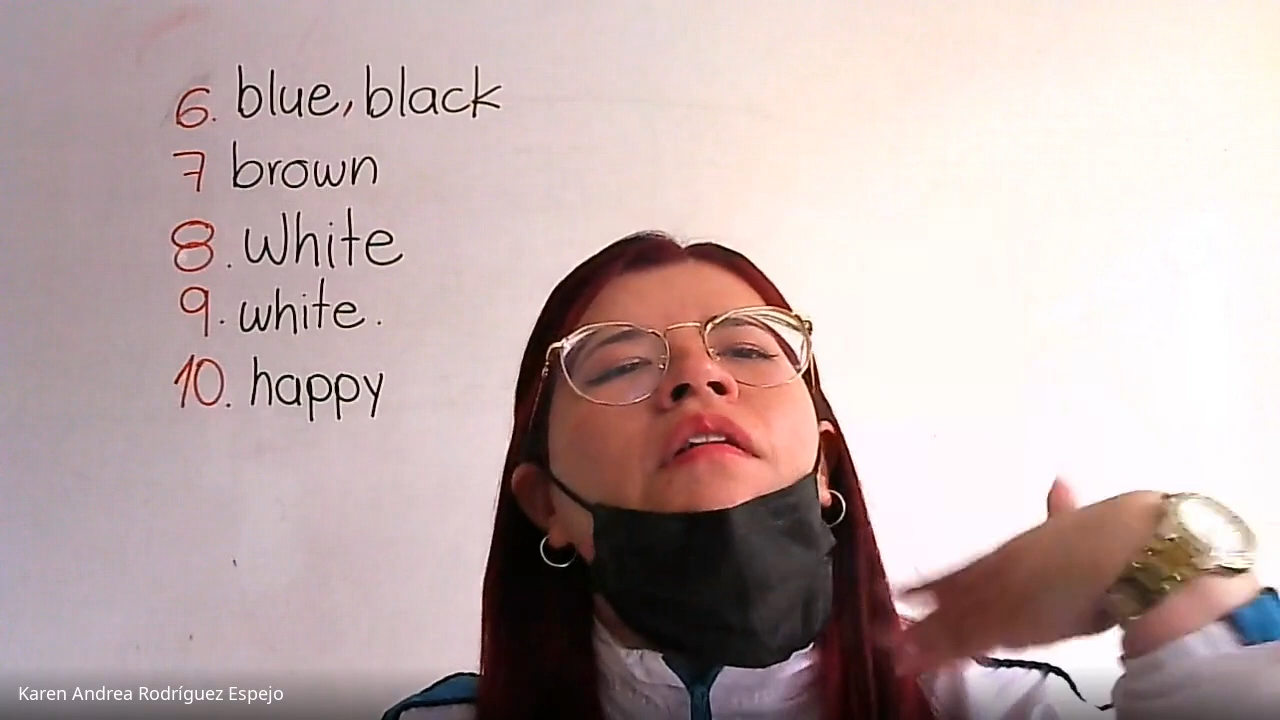 6. blue, black
7 brown
8. White
9. white.
10. happy
Karen Andrea Rodríguez Espejo